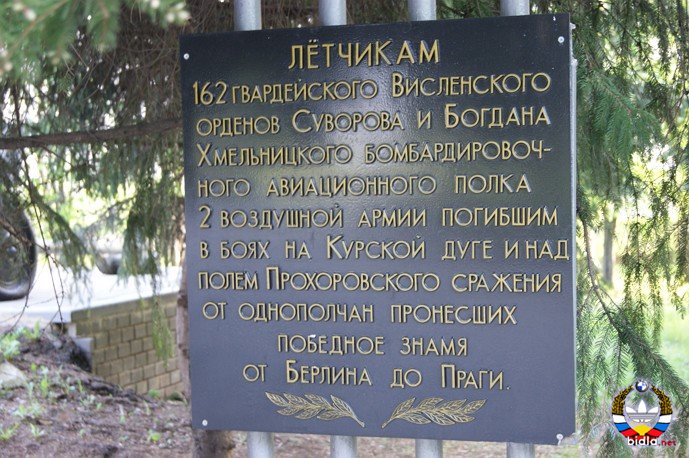 ЛЁТЧИКАМ
162 ГВАРДЕЙСКОГО ВИСЛЕНСКОГО
ОРДЕНОВ СУВОРОВА И БОГДАНА
ХМЕЛЬНИЦКОГО БОМБАРДИРОВОЧ-
НОГО АВИАЦИОННОГО ПОЛКА
2 ВОЗДУШНОЙ АРМИИ ПОГИБШИМ
В БОЯХ НА КУРСКОЙ ДУГЕ И НАД
ПОЛЕМ ПРОХОРОВСКОГО СРАЖЕНИЯ
ОТ ОДНОПОЛЧАН ПРОНЕСШИХ
ПОБЕДНОЕ ЗНАМЯ
ОТ БЕРЛИНА ДО ПРАГИ.
bidla.net